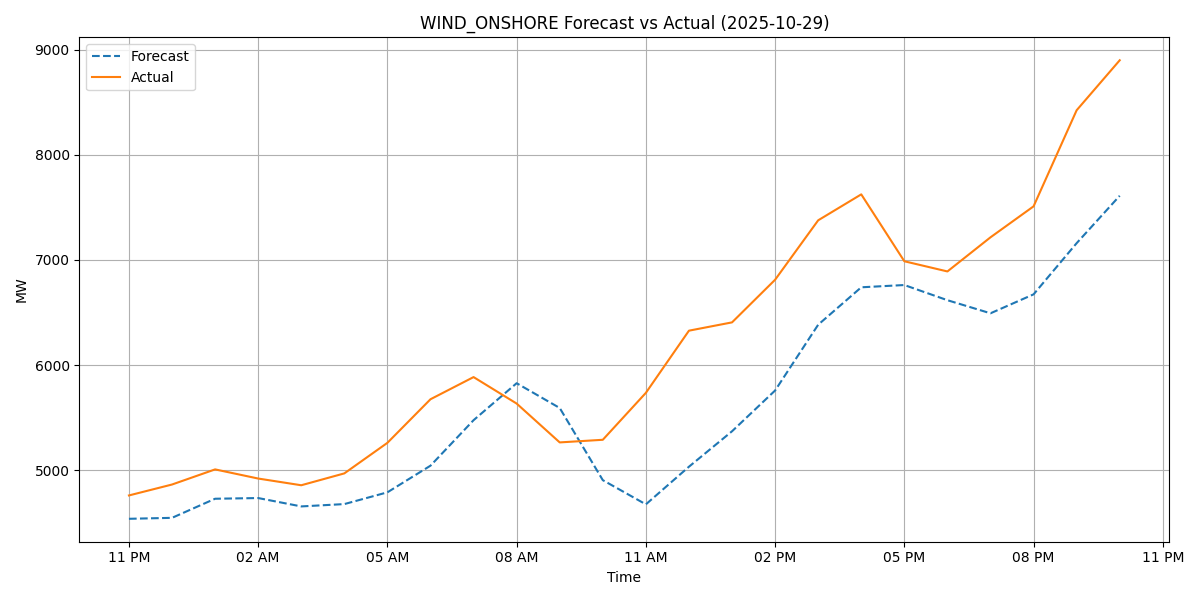 WIND_ONSHORE Forecast vs Actual (2025-10-29)
Forecast
Actual
9000
8000
7000
6000
5000
MW
11 PM 02 AM 05 AM 08 AM 11 AM 02 PM 05 PM 08 PM 11 PM
Time